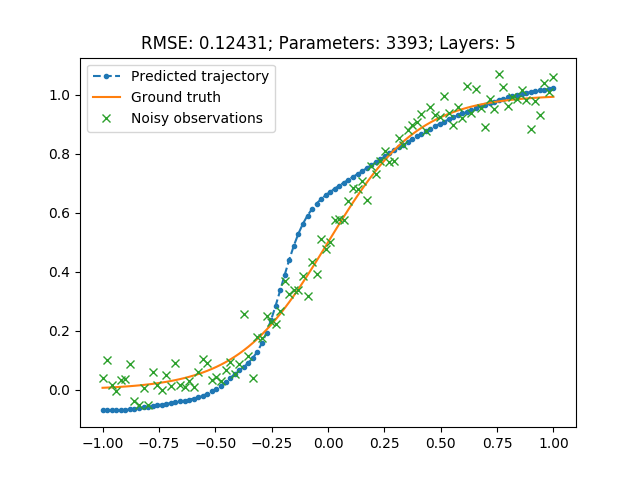 RMSE: 0.12431; Parameters: 3393; Layers: 5
Predicted trajectory
Ground truth
Noisy observations
1.0
0.8
0.6
0.4
0.2
0.0
−1.00 −0.75 −0.50 −0.25 0.00 0.25 0.50 0.75 1.00